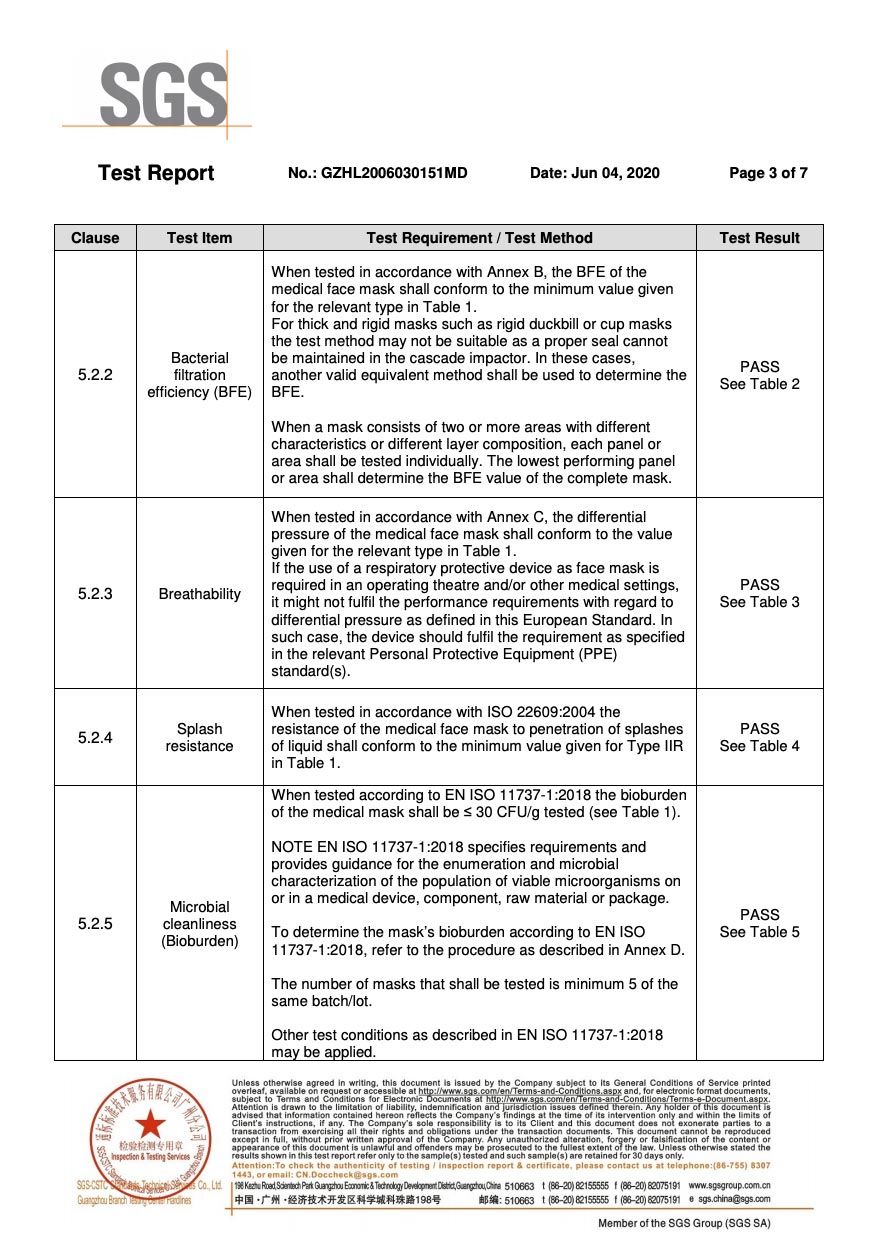 SGS
Test Report No.: GZHL2006030151MD Date: Jun 04, 2020 Page 3 of 7
Clause Test Item Test Requirement / Test Method Test Result
5.2.2
Bacterial
filtration
efficiency (BFE)
When tested in accordance with Annex B, the BFE of the
medical face mask shall conform to the minimum value given
for the relevant type in Table 1.
For thick and rigid masks such as rigid duckbill or cup masks
the test method may not be suitable as a proper seal cannot
be maintained in the cascade impactor. In these cases,
another valid equivalent method shall be used to determine the
BFE.
When a mask consists of two or more areas with different
characteristics or different layer composition, each panel or
area shall be tested individually. The lowest performing panel
or area shall determine the BFE value of the complete mask.
PASS
See Table 2
5.2.3
Breathability
When tested in accordance with Annex C, the differential
pressure of the medical face mask shall conform to the value
given for the relevant type in Table 1.
If the use of a respiratory protective device as face mask is
required in an operating theatre and/or other medical settings,
it might not fulfil the performance requirements with regard to
differential pressure as defined in this European Standard. In
such case, the device should fulfil the requirement as specified
in the relevant Personal Protective Equipment (PPE)
standard(s).
PASS
See Table 3
5.2.4
Splash
resistance
When tested in accordance with ISO 22609:2004 the
resistance of the medical face mask to penetration of splashes
of liquid shall conform to the minimum value given for Type IIR
in Table 1.
PASS
See Table 4
5.2.5
Microbial
cleanliness
(Bioburden)
When tested according to EN ISO 11737-1:2018 the bioburden
of the medical mask shall be ≤ 30 CFU/g tested (see Table 1).
NOTE EN ISO 11737-1:2018 specifies requirements and
provides guidance for the enumeration and microbial
characterization of the population of viable microorganisms on
or in a medical device, component, raw material or package.
To determine the mask's bioburden according to EN ISO
11737-1:2018, refer to the procedure as described in Annex D.
The number of masks that shall be tested is minimum 5 of the
same batch/lot.
Other test conditions as described in EN ISO 11737-1:2018
may be applied.
PASS
See Table 5
检验检测专用章
Inspection & Testing Services
SGS-CSTC Standards Technical Services Co., Ltd.
Guangzhou Branch Testing Center Hardlines
Unless otherwise agreed in writing, this document is issued by the Company subject to its General Conditions of Service printed
overleaf, available on request or accessible at http://www.sgs.com/en/Terms-and-Conditions.aspx and, for electronic format documents,
subject to Terms and Conditions for Electronic Documents at http://www.sgs.com/en/Terms-and-Conditions/Terms-e-Document.aspx.
Attention is drawn to the limitation of liability, indemnification and jurisdiction issues defined therein. Any holder of this document is
advised that information contained hereon reflects the Company's findings at the time of its intervention only and within the limits of
Client's instructions, if any. The Company's sole responsibility is to its Client and this document does not exonerate parties to a
transaction from exercising all their rights and obligations under the transaction documents. This document cannot be reproduced
except in full, without prior written approval of the Company. Any unauthorized alteration, forgery or falsification of the content or
appearance of this document is unlawful and offenders may be prosecuted to the fullest extent of the law. Unless otherwise stated the
results shown in this test report refer only to the sample(s) tested and such sample(s) are retained for 30 days only.
Attention:To check the authenticity of testing / inspection report & certificate, please contact us at telephone:(86-755) 8307
1443, or email: CN.Doccheck@sgs.com
198 Kezhu Road,Scientech Park Guangzhou Economic & Technology Development District,Guangzhou,China 510663 t (86–20) 82155555 f (86–20) 82075191 www.sgsgroup.com.cn
中国·广州·经济技术开发区科学城科珠路198号 邮编: 510663 t (86–20) 82155555 f (86–20) 82075191 e sgs.china@sgs.com
Member of the SGS Group (SGS SA)